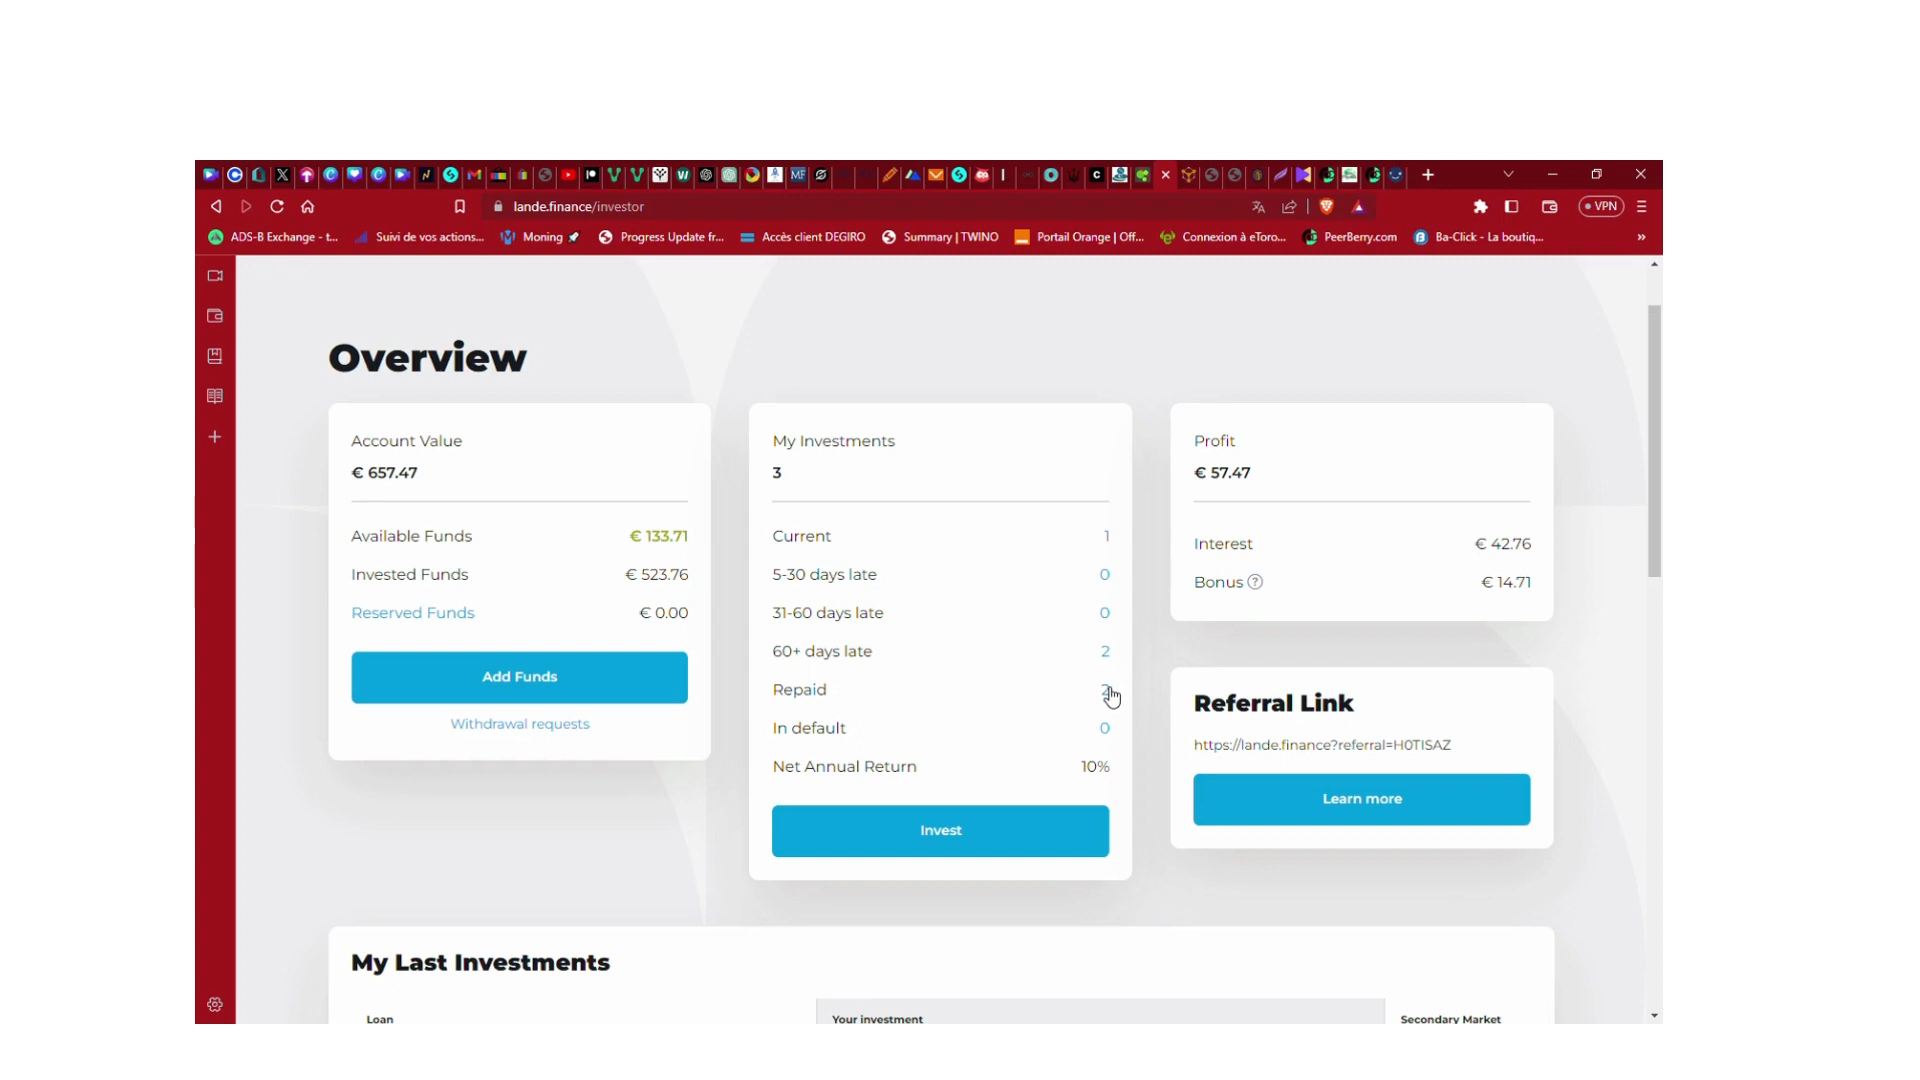 lande.finance/investor
VPN
ADS-B Exchange - t...
Suivi de vos actions...
Moning
Progress Update fr...
Accès client DEGIRO
Summary | TWINO
Portail Orange | Off...
Connexion à eToro...
PeerBerry.com
Ba-Click - La boutiq...
Overview
Account Value
€ 657.47
Available Funds € 133.71
Invested Funds € 523.76
Reserved Funds € 0.00
Add Funds
Withdrawal requests
My Investments
3
Current 1
5-30 days late 0
31-60 days late 0
60+ days late 2
Repaid 2
In default 0
Net Annual Return 10%
Invest
Profit
€ 57.47
Interest € 42.76
Bonus ? € 14.71
Referral Link
https://lande.finance?referral=H0TISAZ
Learn more
My Last Investments
Loan
Your investment
Secondary Market